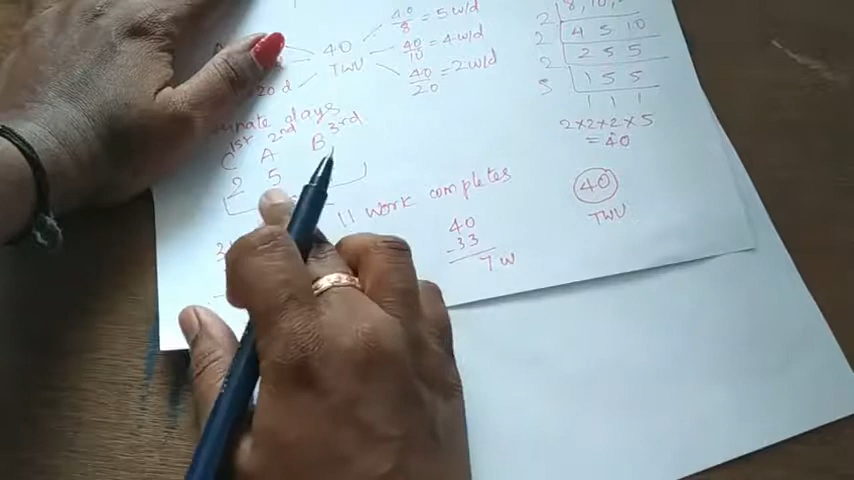 40
TWU
20 d
40/8 = 5 w/d
40/10 = 4 w/d
40/20 = 2 w/d
days
1st 2nd 3rd
C A B
2 5
11 work completes
40
-33
7 W
8, 10,
2 4 5 10
2 2 5 5
5 1 5 5
1 1 1
2×2×2×5
= 40
40
TWU